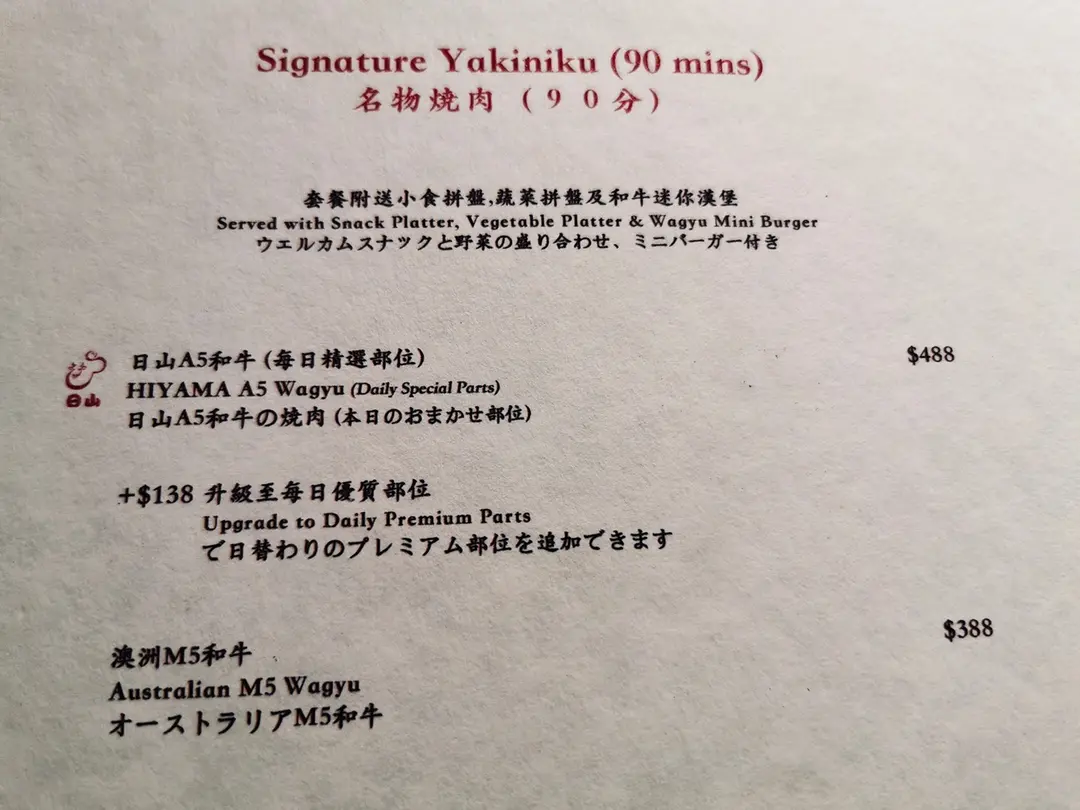 Signature Yakiniku (90 mins)
名物焼肉（９０分）
套餐附送小食拼盤,蔬菜拼盤及和牛迷你漢堡
Served with Snack Platter, Vegetable Platter & Wagyu Mini Burger
ウエルカムスナックと野菜の盛り合わせ、ミニバーガー付き
日山A5和牛 (每日精選部位)
$488
HIYAMA A5 Wagyu (Daily Special Parts)
日山
日山A5和牛の焼肉 (本日のおまかせ部位)
+$138 升級至每日優質部位
Upgrade to Daily Premium Parts
で日替わりのプレミアム部位を追加できます
$388
澳洲M5和牛
Australian M5 Wagyu
オーストラリアM5和牛